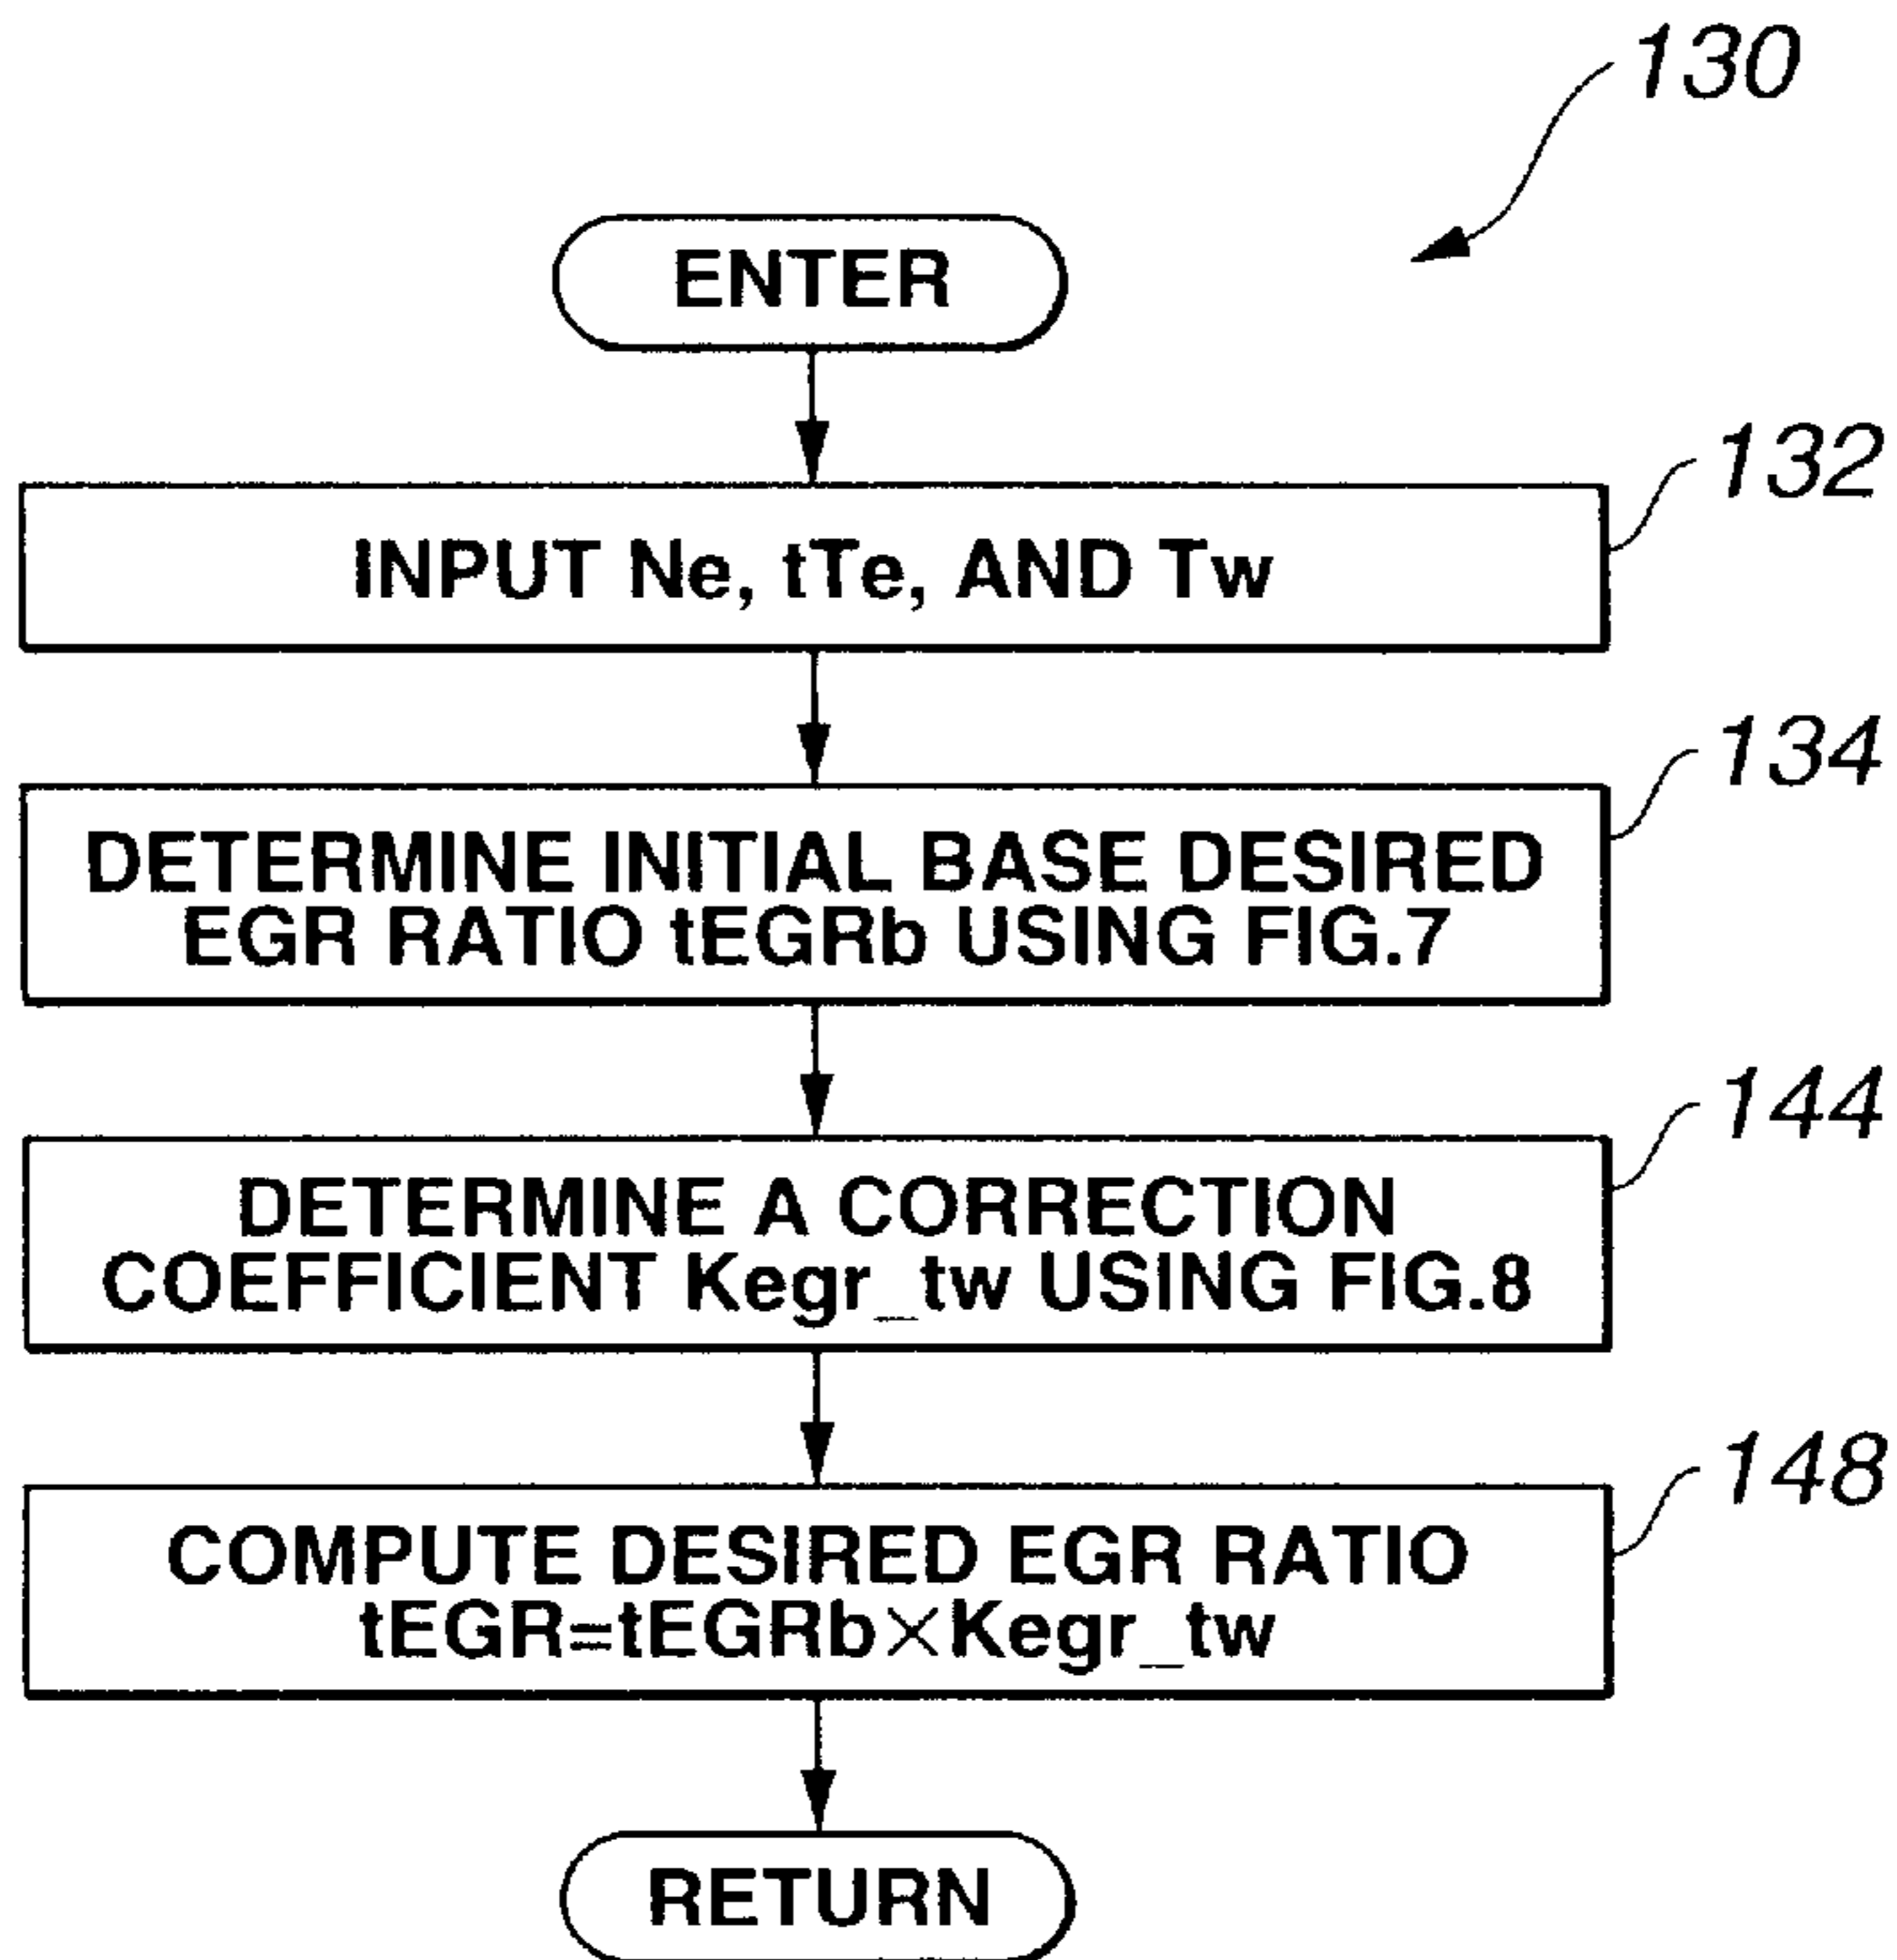 130
ENTER
132
INPUT Ne, tTe, AND Tw
134
DETERMINE INITIAL BASE DESIRED
EGR RATIO tEGRb USING FIG.7
144
DETERMINE A CORRECTION
COEFFICIENT Kegr_tw USING FIG.8
148
COMPUTE DESIRED EGR RATIO
tEGR=tEGRb×Kegr_tw
RETURN